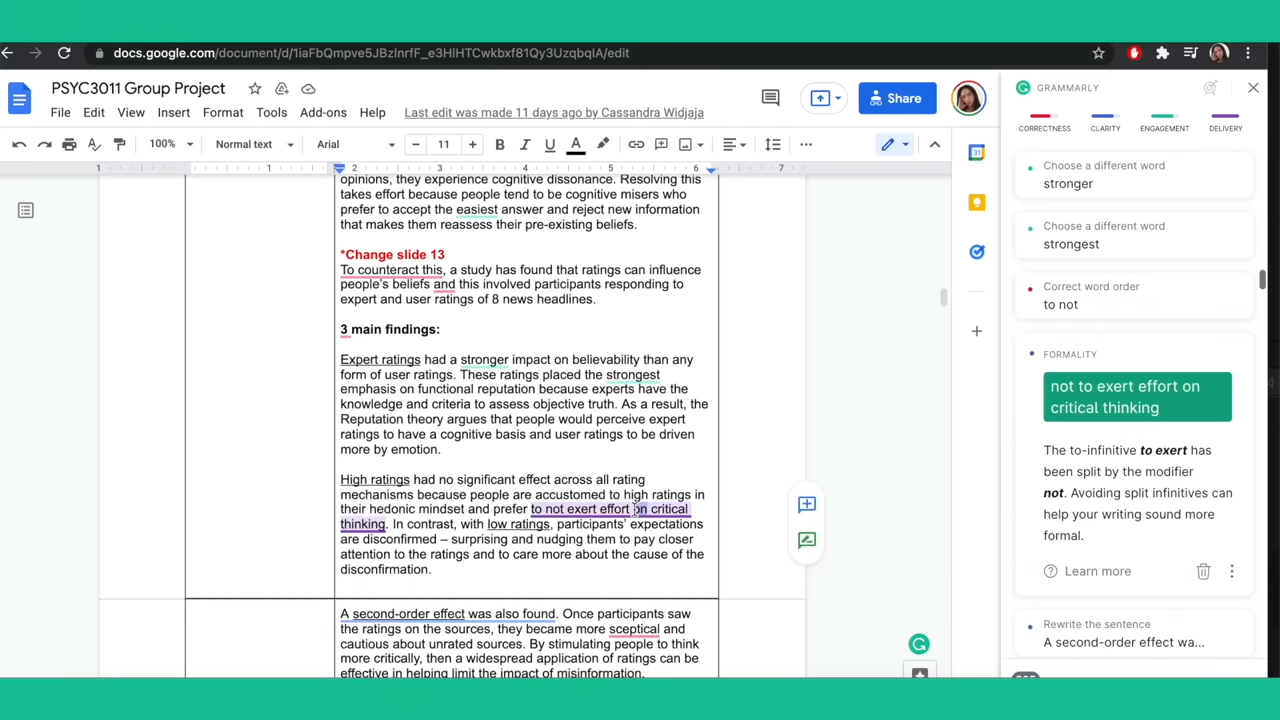 docs.google.com/document/d/1iaFbQmpve5JBzlnrfF_e3HlHTCwkbxf81Qy3UzqbqIA/edit
PSYC3011 Group Project
File Edit View Insert Format Tools Add-ons Help Last edit was made 11 days ago by Cassandra Widjaja
Share
100% Normal text Arial 11
1 1 2 3 4 5 6 7
opinions, they experience cognitive dissonance. Resolving this
takes effort because people tend to be cognitive misers who
prefer to accept the easiest answer and reject new information
that makes them reassess their pre-existing beliefs.
*Change slide 13
To counteract this, a study has found that ratings can influence
people's beliefs and this involved participants responding to
expert and user ratings of 8 news headlines.
3 main findings:
Expert ratings had a stronger impact on believability than any
form of user ratings. These ratings placed the strongest
emphasis on functional reputation because experts have the
knowledge and criteria to assess objective truth. As a result, the
Reputation theory argues that people would perceive expert
ratings to have a cognitive basis and user ratings to be driven
more by emotion.
High ratings had no significant effect across all rating
mechanisms because people are accustomed to high ratings in
their hedonic mindset and prefer to not exert effort on critical
thinking. In contrast, with low ratings, participants' expectations
are disconfirmed – surprising and nudging them to pay closer
attention to the ratings and to care more about the cause of the
disconfirmation.
A second-order effect was also found. Once participants saw
the ratings on the sources, they became more sceptical and
cautious about unrated sources. By stimulating people to think
more critically, then a widespread application of ratings can be
effective in helping limit the impact of misinformation.
GRAMMARLY
CORRECTNESS CLARITY ENGAGEMENT DELIVERY
Choose a different word
stronger
Choose a different word
strongest
Correct word order
to not
FORMALITY
not to exert effort on
critical thinking
The to-infinitive to exert has
been split by the modifier
not. Avoiding split infinitives can
help your writing sound more
formal.
Learn more
Rewrite the sentence
A second-order effect wa...